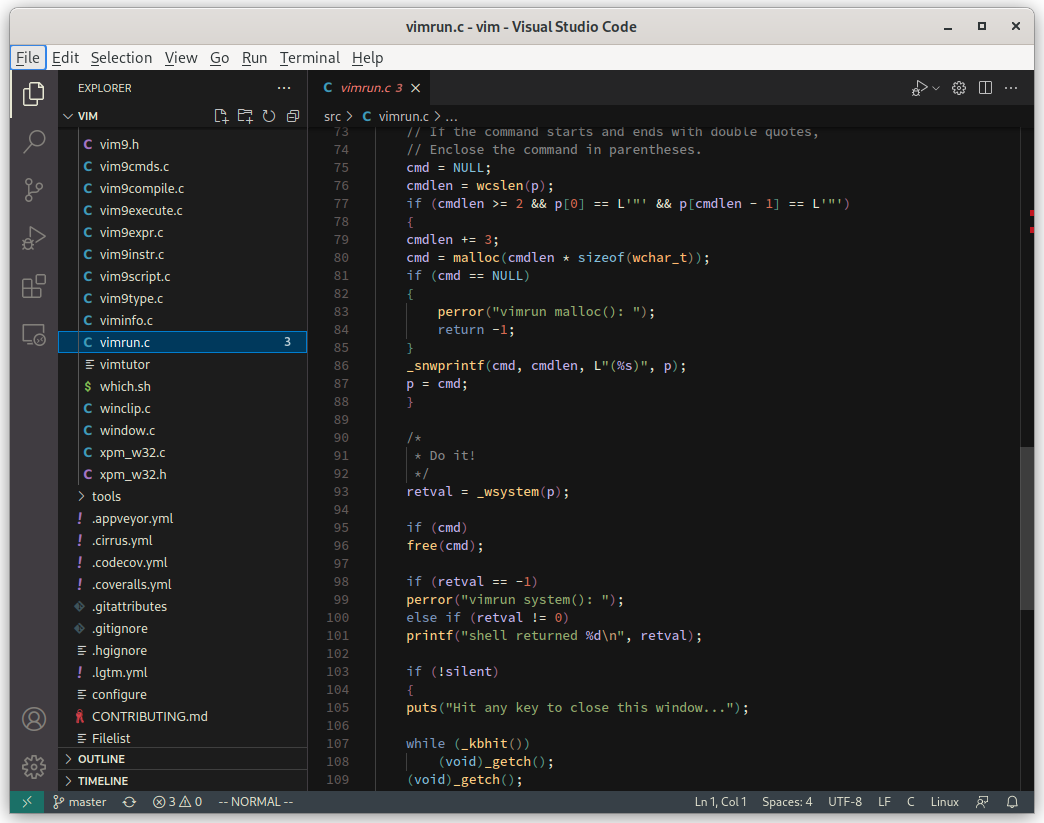 vimrun.c - vim - Visual Studio Code
File Edit Selection View Go Run Terminal Help
EXPLORER
VIM
C vim9.h
C vim9cmds.c
C vim9compile.c
C vim9execute.c
C vim9expr.c
C vim9instr.c
C vim9script.c
C vim9type.c
C viminfo.c
C vimrun.c 3
vimtutor
$ which.sh
C winclip.c
C window.c
C xpm_w32.c
C xpm_w32.h
tools
! .appveyor.yml
! .cirrus.yml
! .codecov.yml
! .coveralls.yml
.gitattributes
.gitignore
.hgignore
! .lgtm.yml
configure
CONTRIBUTING.md
Filelist
OUTLINE
TIMELINE
C vimrun.c 3
src > C vimrun.c > ...
73 // If the command starts and ends with double quotes,
74 // Enclose the command in parentheses.
75 cmd = NULL;
76 cmdlen = wcslen(p);
77 if (cmdlen >= 2 && p[0] == L'"' && p[cmdlen - 1] == L'"')
78 {
79 cmdlen += 3;
80 cmd = malloc(cmdlen * sizeof(wchar_t));
81 if (cmd == NULL)
82 {
83 perror("vimrun malloc(): ");
84 return -1;
85 }
86 _snwprintf(cmd, cmdlen, L"(%s)", p);
87 p = cmd;
88 }
89
90 /*
91 * Do it!
92 */
93 retval = _wsystem(p);
94
95 if (cmd)
96 free(cmd);
97
98 if (retval == -1)
99 perror("vimrun system(): ");
100 else if (retval != 0)
101 printf("shell returned %d\n", retval);
102
103 if (!silent)
104 {
105 puts("Hit any key to close this window...");
106
107 while (_kbhit())
108 (void)_getch();
109 (void)_getch();
master 3 0 -- NORMAL -- Ln 1, Col 1 Spaces: 4 UTF-8 LF C Linux